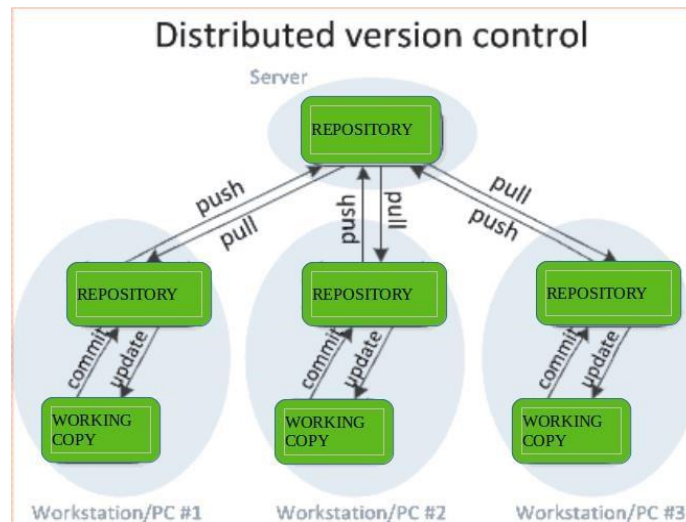 Distributed version control
Server
REPOSITORY
push
pull
push
pull
pull
push
REPOSITORY
REPOSITORY
REPOSITORY
commit
update
commit
update
commit
update
WORKING
COPY
WORKING
COPY
WORKING
COPY
Workstation/PC #1
Workstation/PC #2
Workstation/PC #3